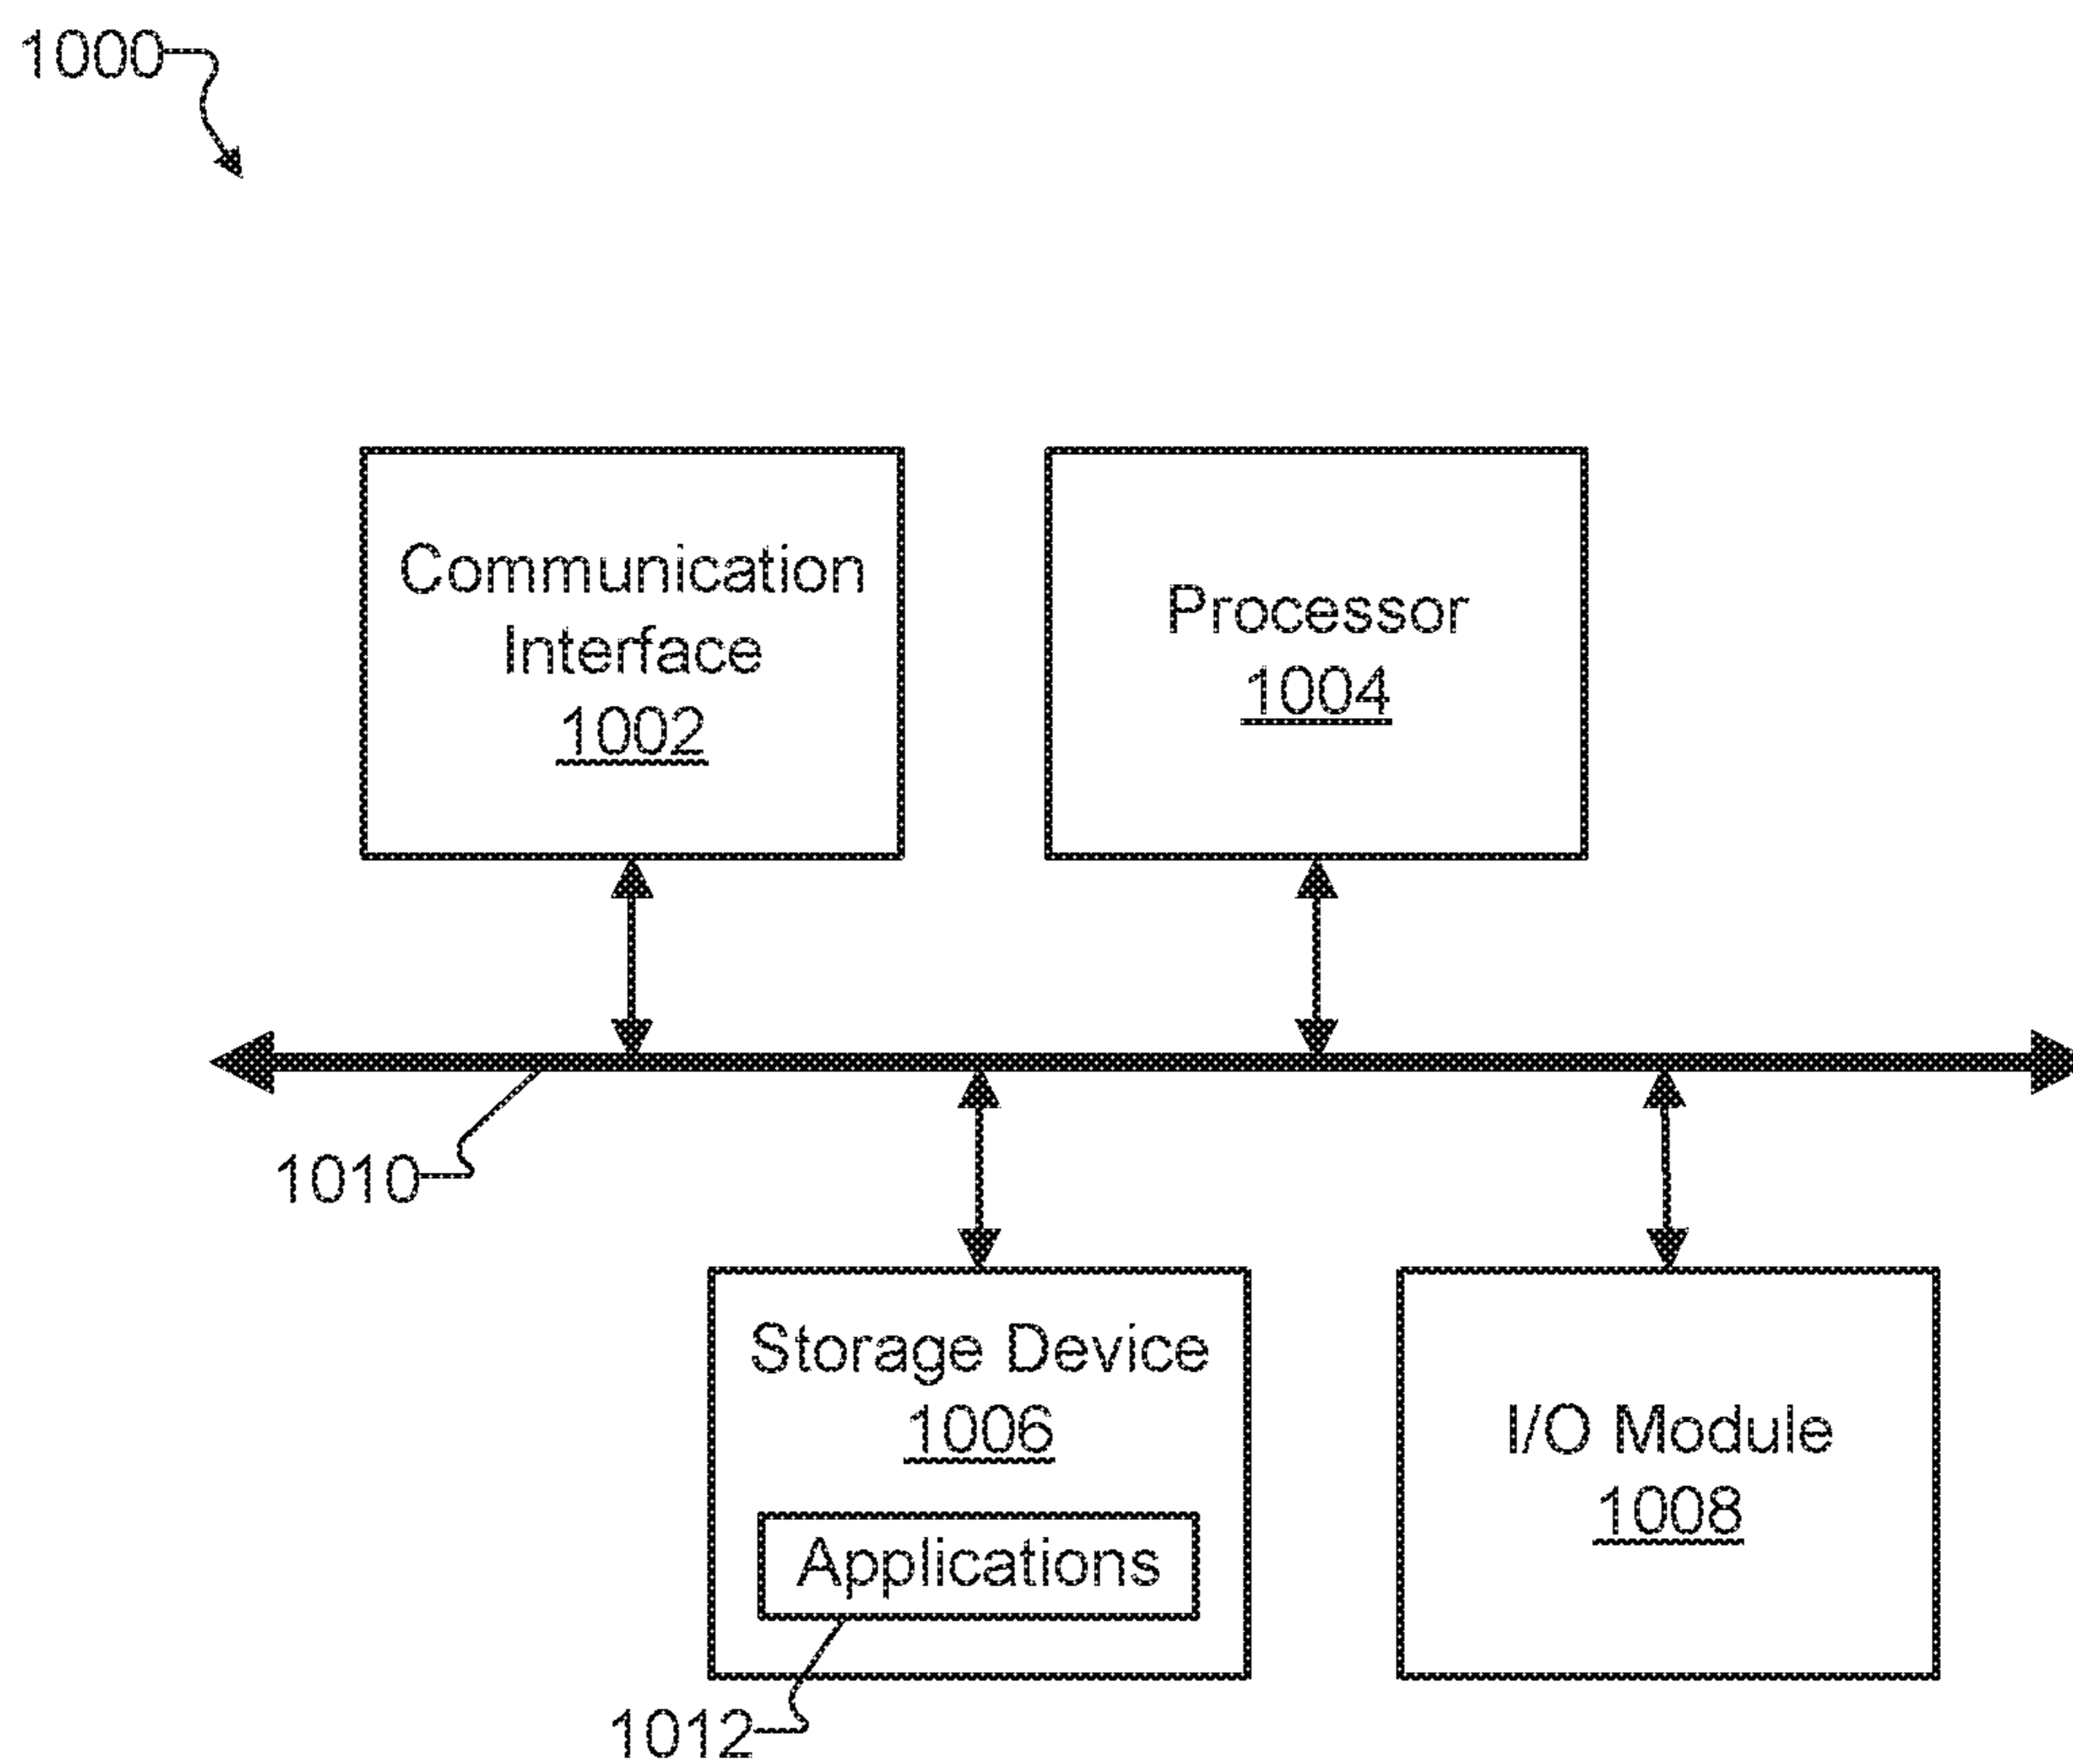 1000
Communication
Interface
1002
Processor
1004
1010
Storage Device
1006
Applications
1012
I/O Module
1008